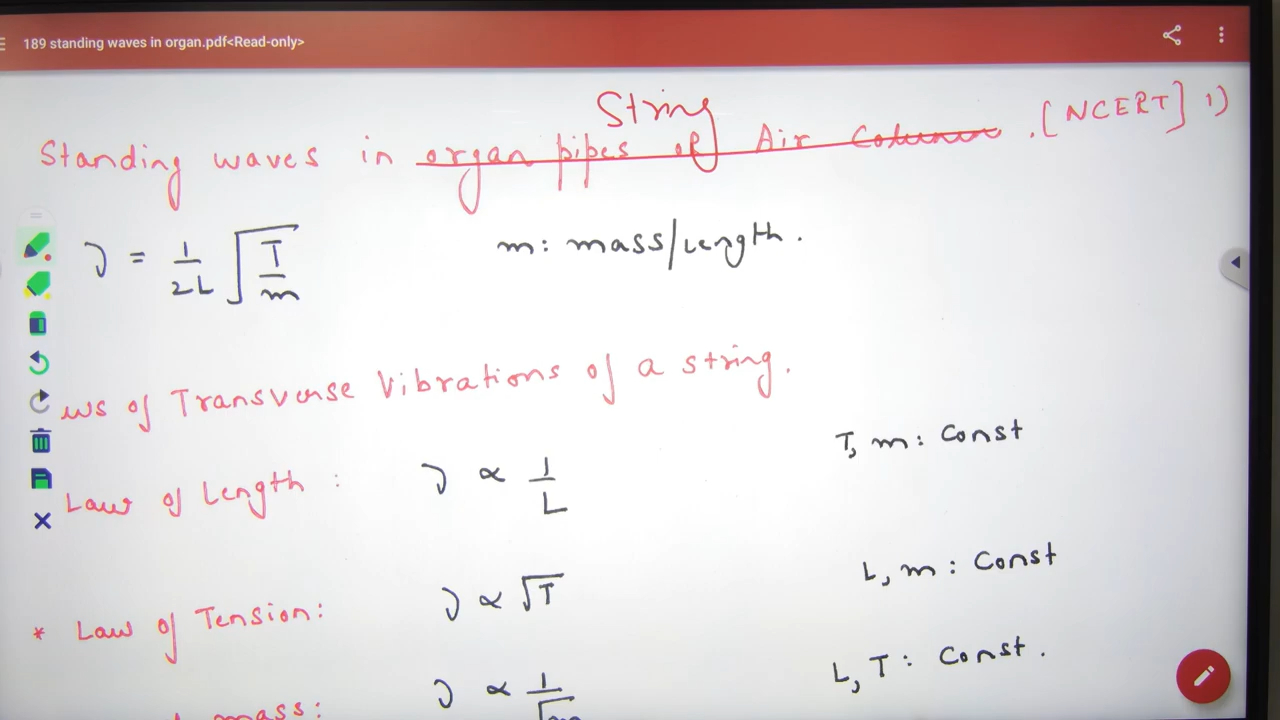 189 standing waves in organ.pdf<Read-only>
String
Standing waves in organ pipes of Air Column . [NCERT] 1)
ν = 1/2L √T/m m: mass/Length .
ws of Transverse Vibrations of a string.
Law of Length : ν ∝ 1/L T, m : Const
* Law of Tension: ν ∝ √T L, m : Const
mass: ν ∝ 1/√m L, T : Const .